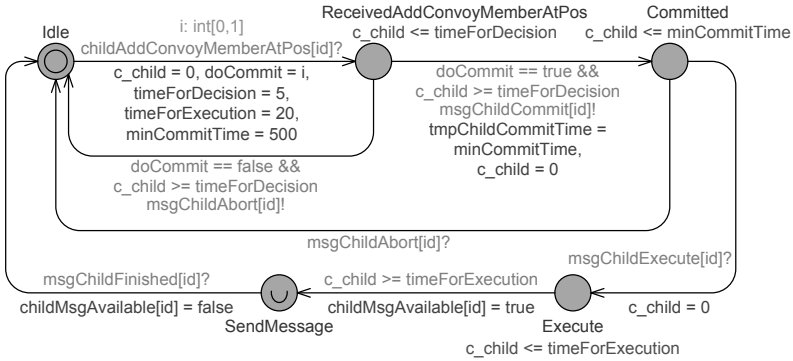 Idle
i: int[0,1]
childAddConvoyMemberAtPos[id]?
c_child = 0, doCommit = i,
timeForDecision = 5,
timeForExecution = 20,
minCommitTime = 500
ReceivedAddConvoyMemberAtPos
c_child <= timeForDecision
Committed
c_child <= minCommitTime
doCommit == true &&
c_child >= timeForDecision
msgChildCommit[id]!
tmpChildCommitTime =
minCommitTime,
c_child = 0
doCommit == false &&
c_child >= timeForDecision
msgChildAbort[id]!
msgChildAbort[id]?
msgChildFinished[id]?
childMsgAvailable[id] = false
SendMessage
c_child >= timeForExecution
childMsgAvailable[id] = true
msgChildExecute[id]?
c_child = 0
Execute
c_child <= timeForExecution